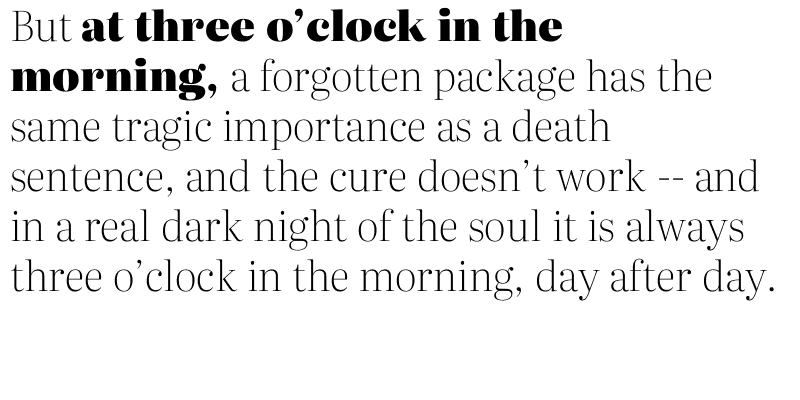 But at three o’clock in the
morning, a forgotten package has the
same tragic importance as a death
sentence, and the cure doesn’t work -- and
in a real dark night of the soul it is always
three o’clock in the morning, day after day.